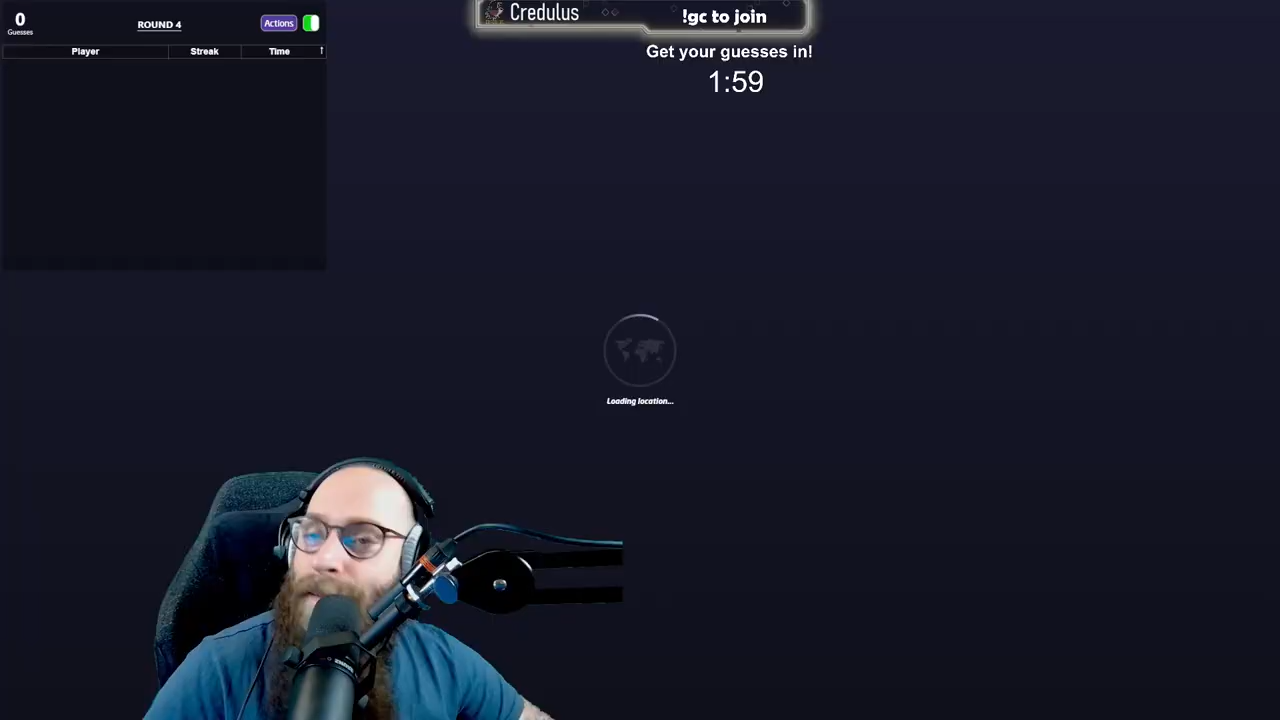 0
Guesses
ROUND 4
Actions
Player Streak Time ↑
Credulus
!gc to join
Get your guesses in!
1:59
Loading location...